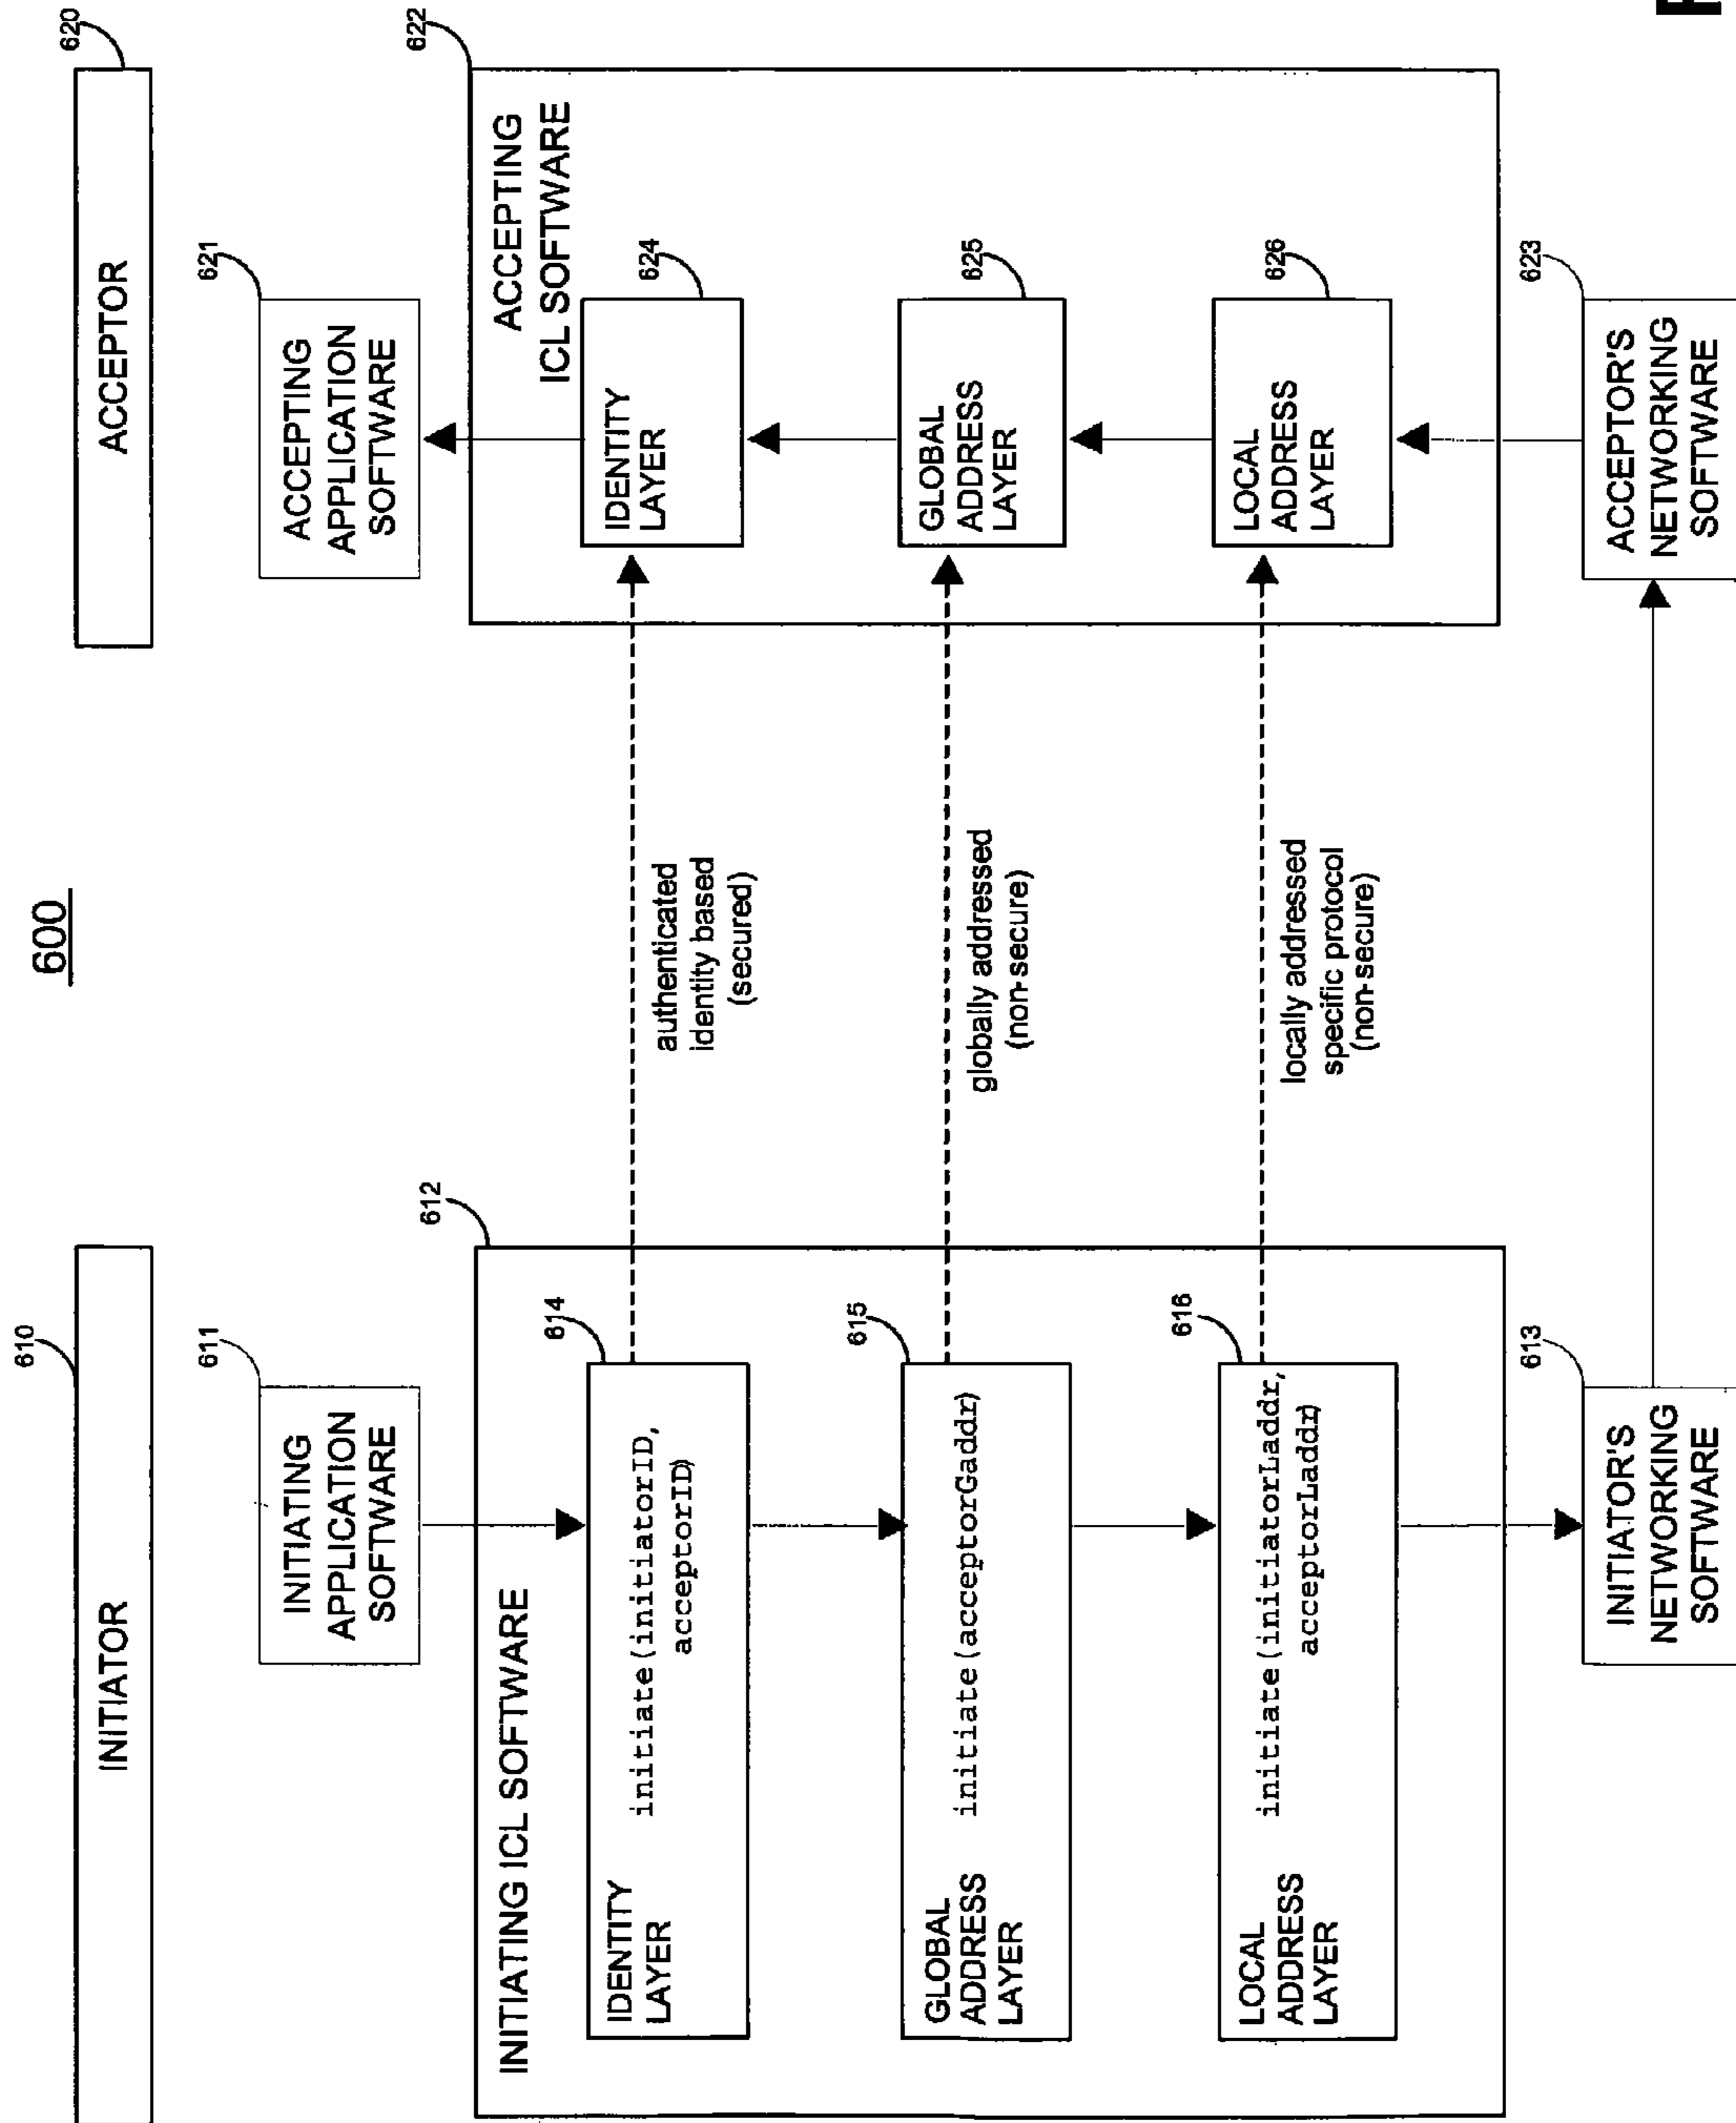 600
610
INITIATOR
611
INITIATING
APPLICATION
SOFTWARE
612
INITIATING ICL SOFTWARE
614
IDENTITY
LAYER
initiate(initiatorID,
acceptorID)
615
GLOBAL
ADDRESS
LAYER
initiate(acceptorGaddr)
616
LOCAL
ADDRESS
LAYER
initiate(initiatorLaddr,
acceptorLaddr)
613
INITIATOR'S
NETWORKING
SOFTWARE
authenticated
identity based
(secured)
globally addressed
(non-secure)
locally addressed
specific protocol
(non-secure)
620
ACCEPTOR
621
ACCEPTING
APPLICATION
SOFTWARE
622
ACCEPTING
ICL SOFTWARE
624
IDENTITY
LAYER
625
GLOBAL
ADDRESS
LAYER
626
LOCAL
ADDRESS
LAYER
623
ACCEPTOR'S
NETWORKING
SOFTWARE